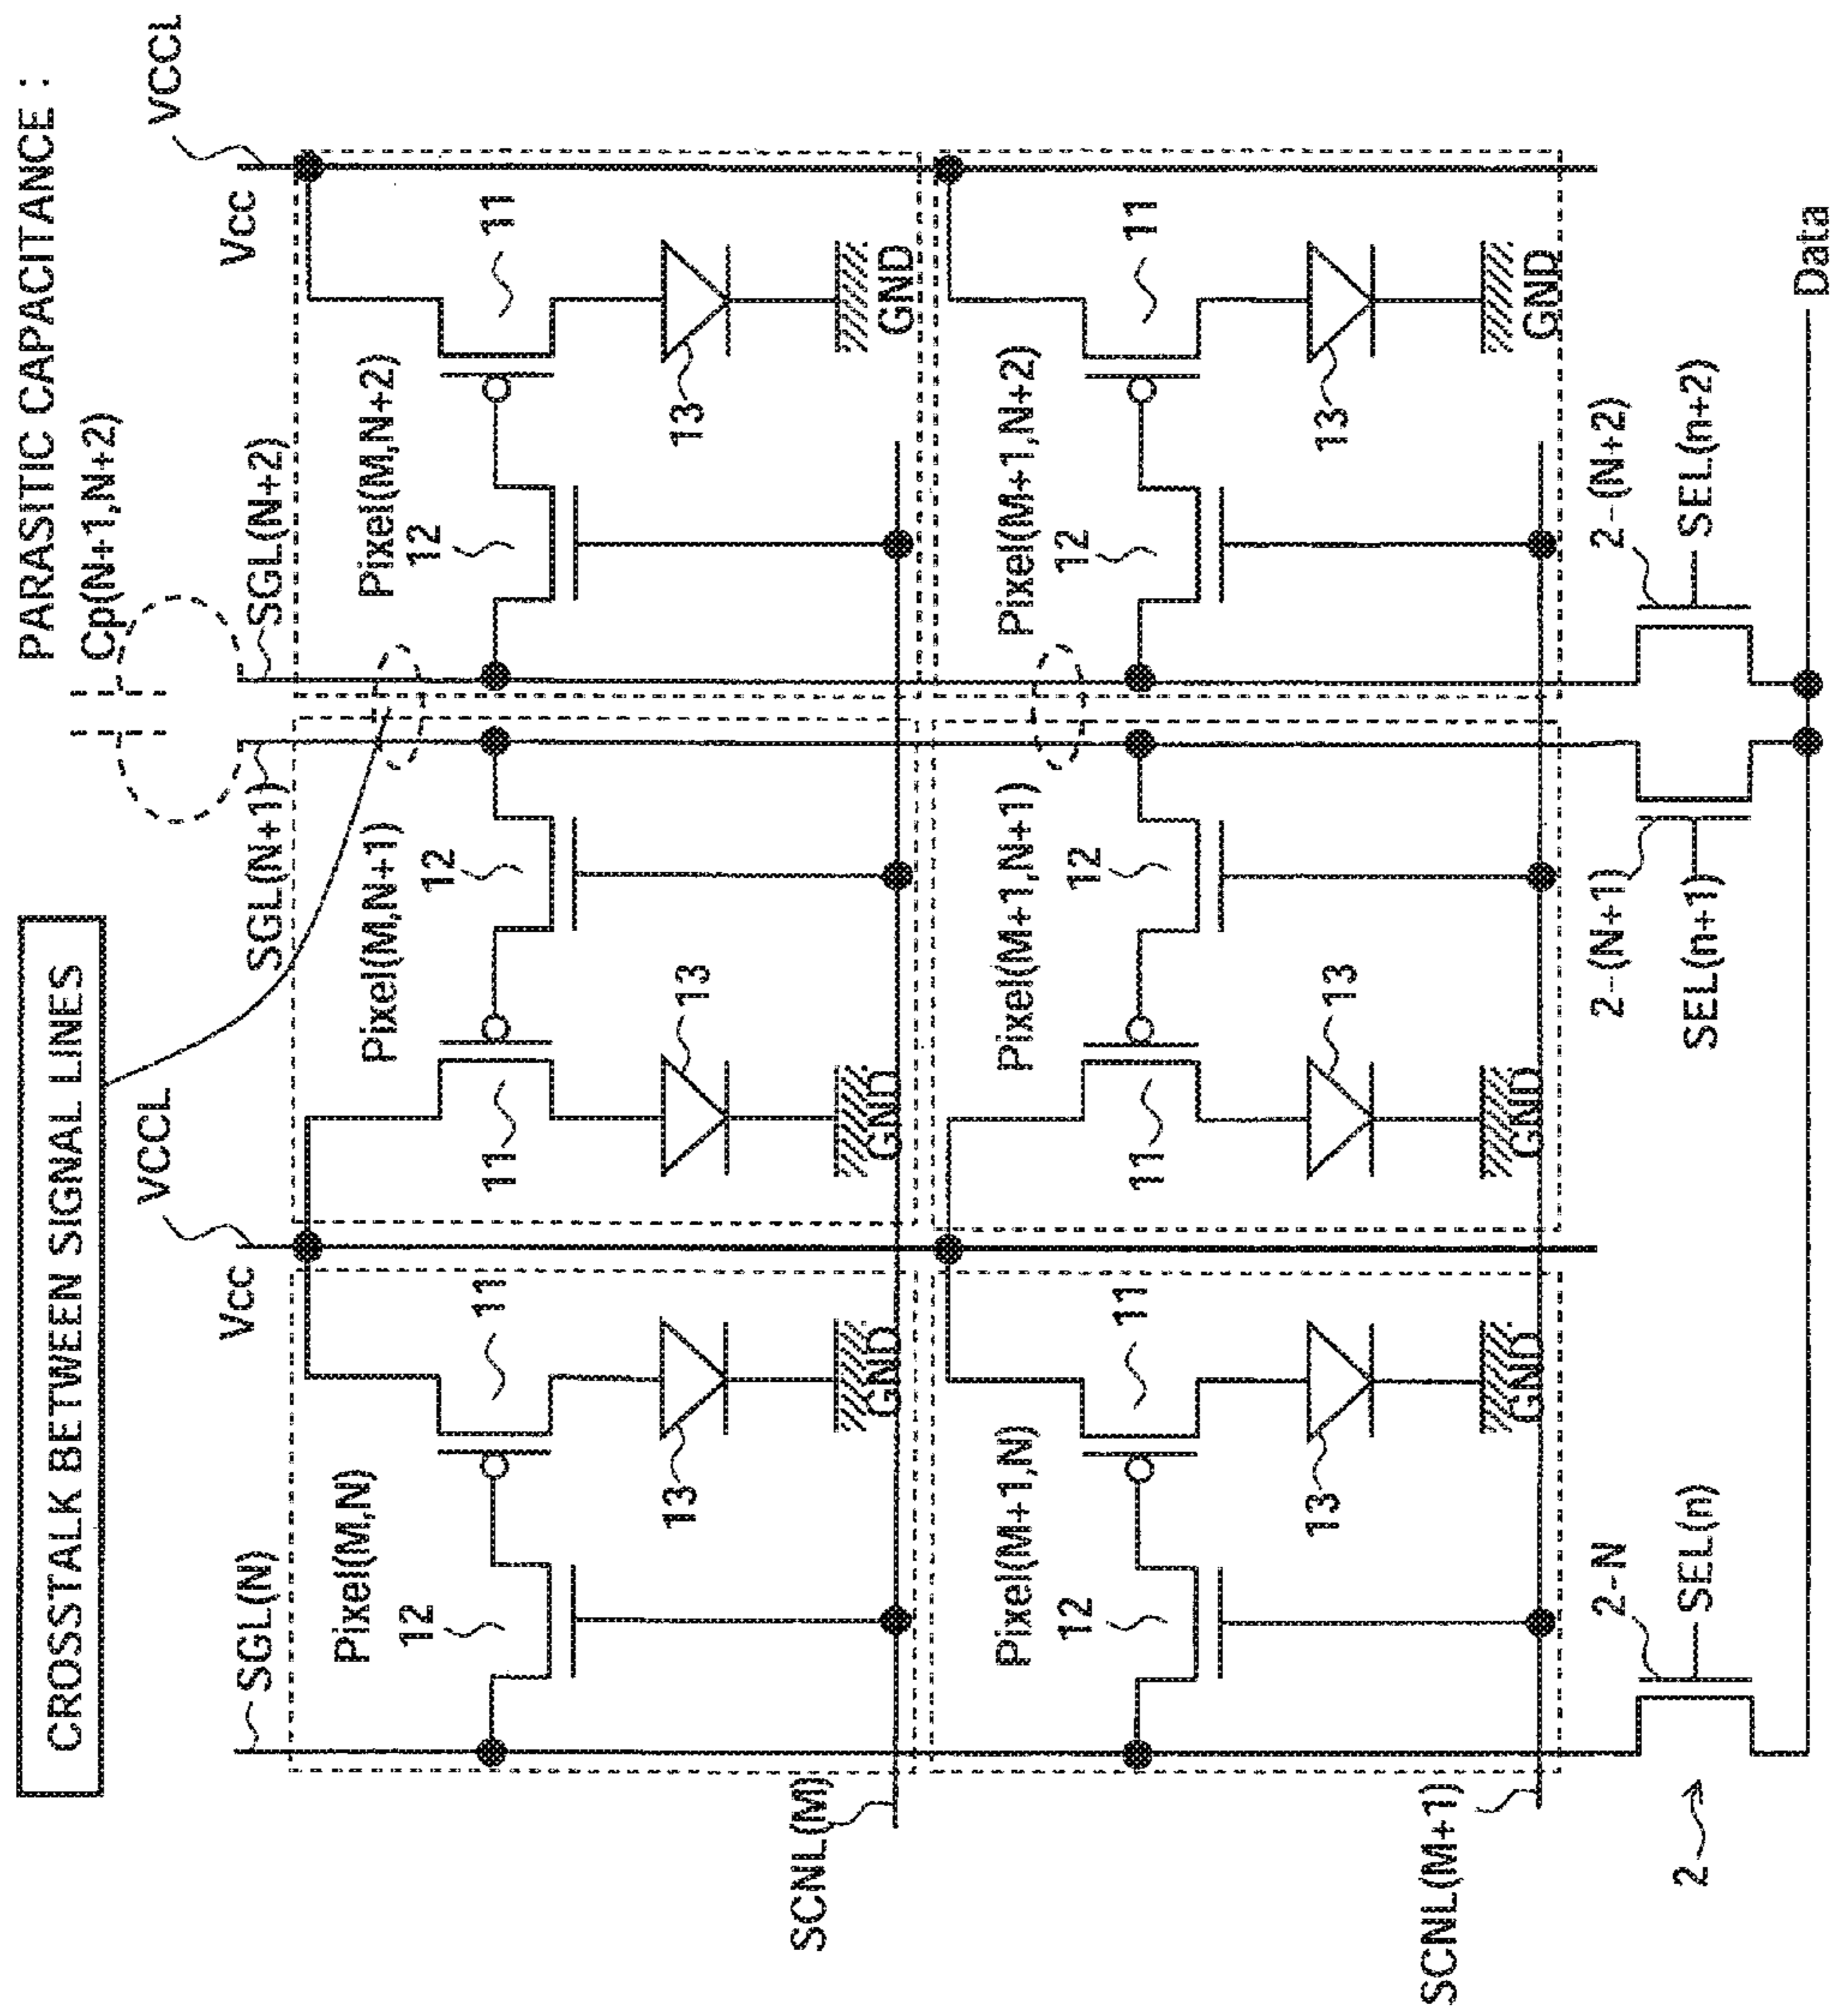 CROSSTALK BETWEEN SIGNAL LINES
PARASITIC CAPACITANCE :
Cp(N+1,N+2)
VCCL
VCCL
SGL(N)
Vcc
SGL(N+1)
SGL(N+2)
Vcc
Pixel(M,N)
Pixel(M,N+1)
Pixel(M,N+2)
12
11
11
12
12
11
13
13
13
GND
GND
GND
SCNL(M)
Pixel(M+1,N)
Pixel(M+1,N+1)
Pixel(M+1,N+2)
12
11
11
12
12
11
13
13
13
GND
GND
GND
SCNL(M+1)
2-N
2-(N+1)
2-(N+2)
2
SEL(n)
SEL(n+1)
SEL(n+2)
Data